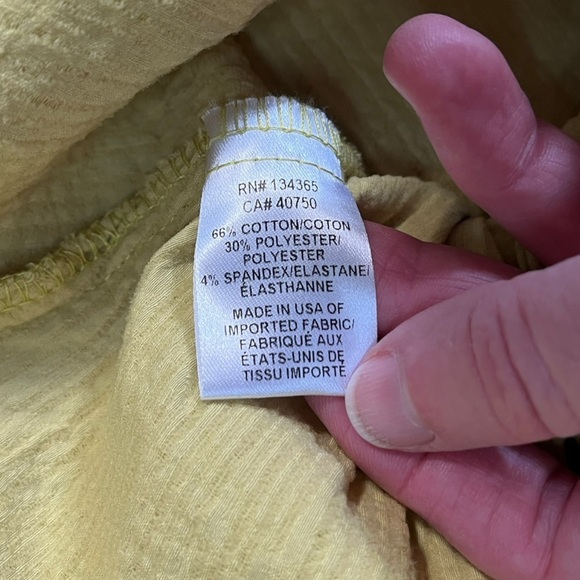 RN# 134365
CA# 40750
66% COTTON/COTON
30% POLYESTER/
POLYESTER
4% SPANDEX/ELASTANE/
ÉLASTHANNE
MADE IN USA OF
IMPORTED FABRIC/
FABRIQUÉ AUX
ÉTATS-UNIS DE
TISSU IMPORTÉ